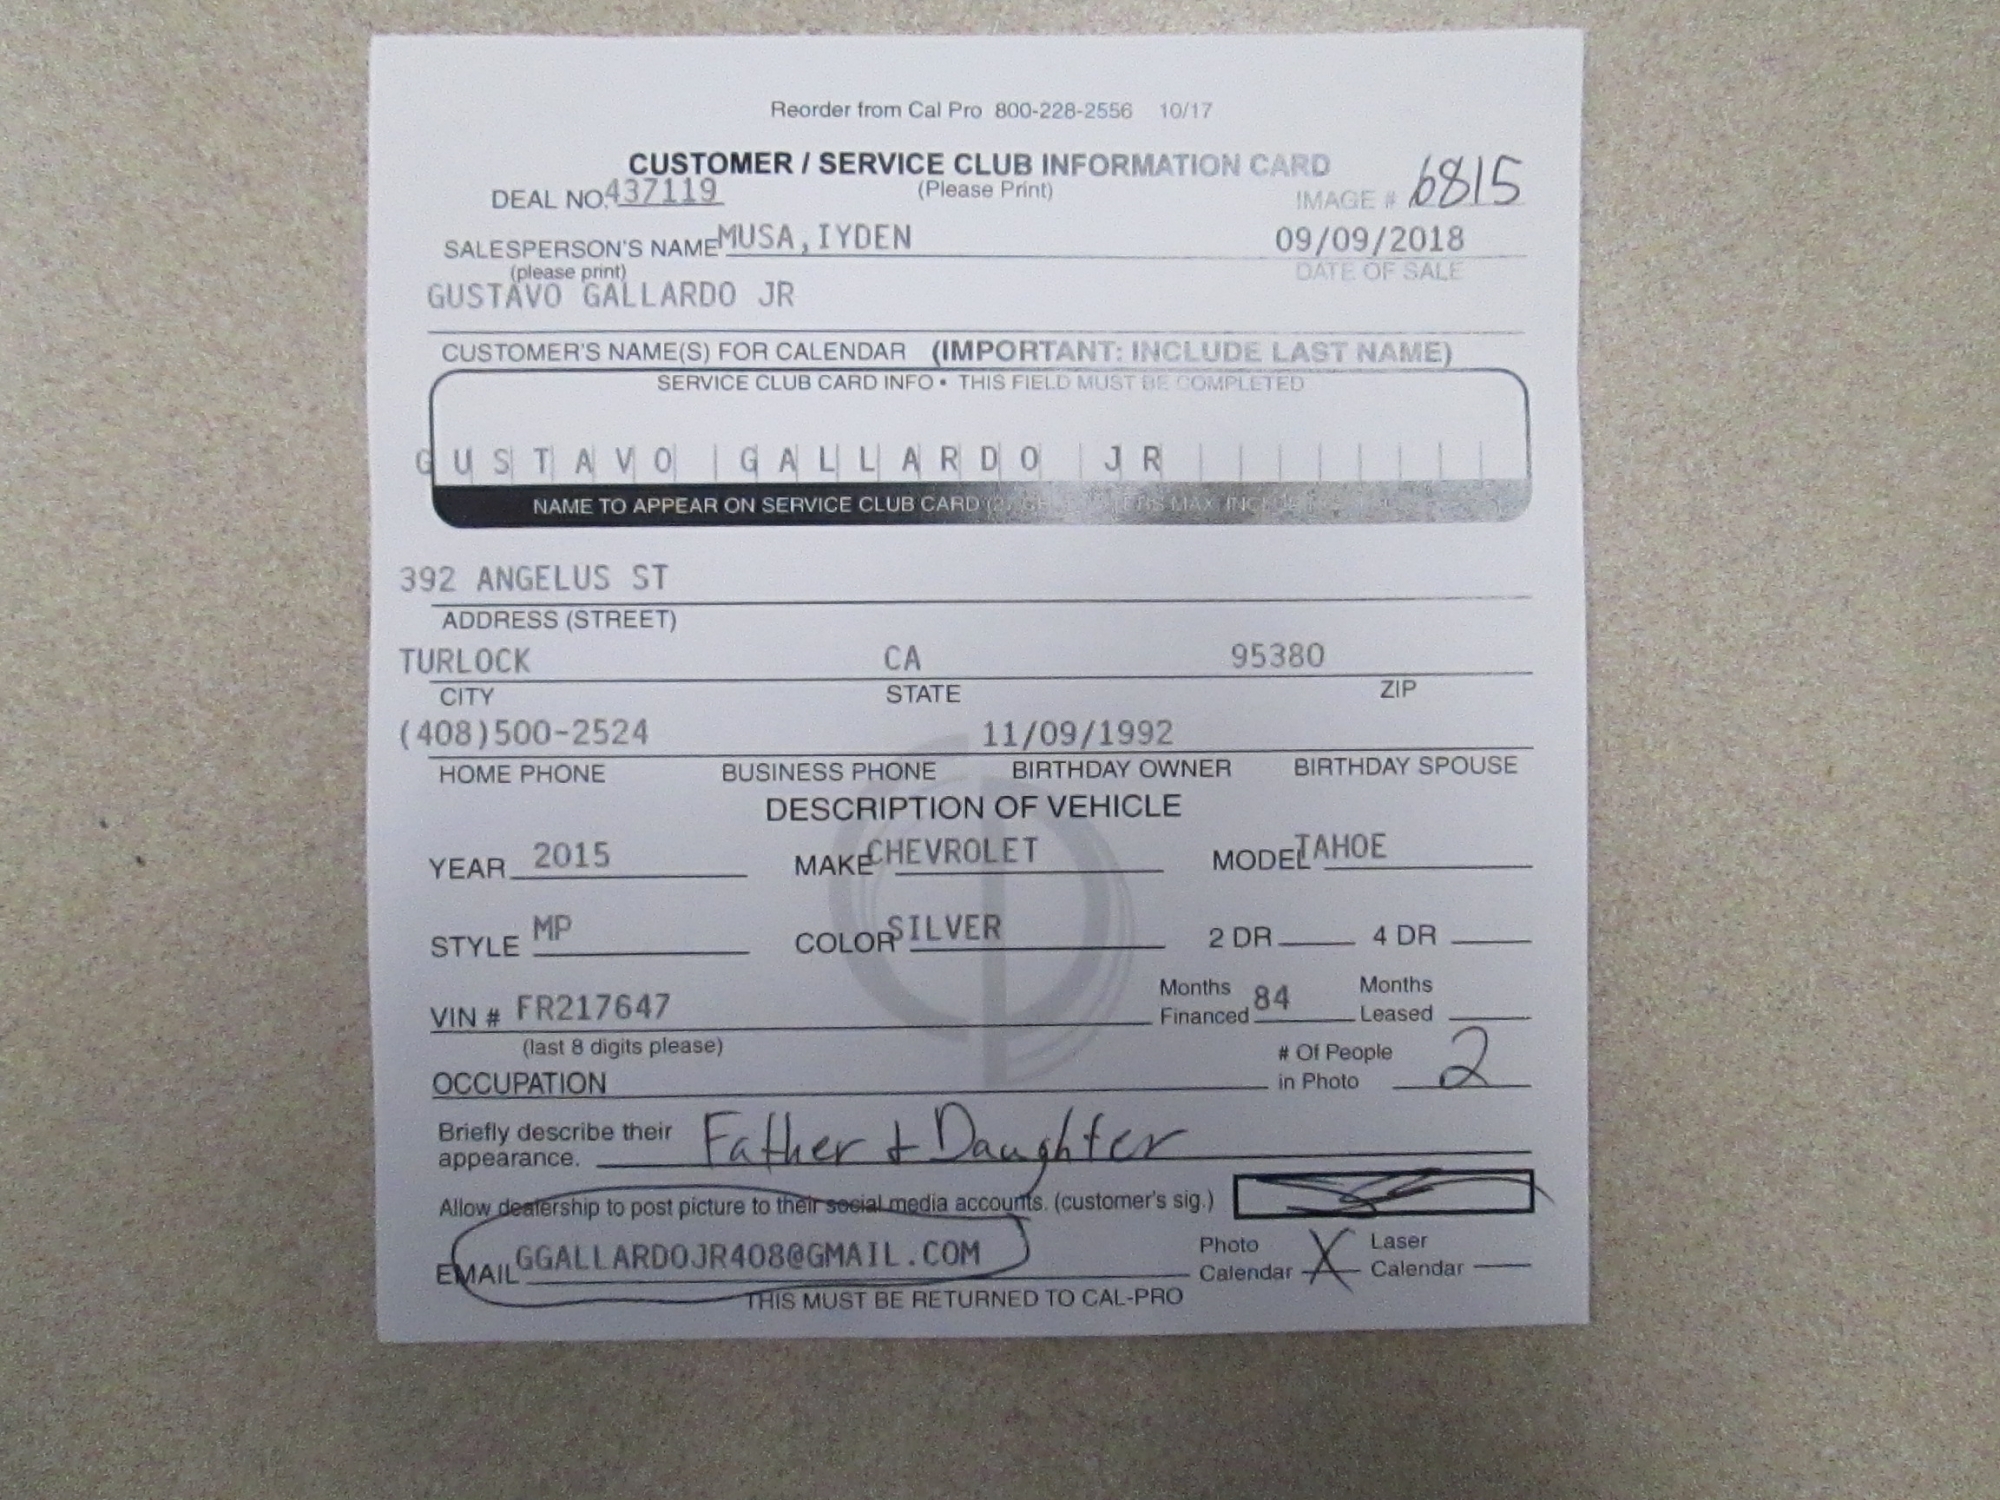 Reorder from Cal Pro 800-228-2556 10/17
CUSTOMER / SERVICE CLUB INFORMATION CARD
DEAL NO. 437119 (Please Print) IMAGE # 6815
SALESPERSON'S NAME MUSA,IYDEN 09/09/2018
(please print) DATE OF SALE
GUSTAVO GALLARDO JR
CUSTOMER'S NAME(S) FOR CALENDAR (IMPORTANT: INCLUDE LAST NAME)
SERVICE CLUB CARD INFO • THIS FIELD MUST BE COMPLETED
GUSTAVO GALLARDO JR
NAME TO APPEAR ON SERVICE CLUB CARD MAX
392 ANGELUS ST
ADDRESS (STREET)
TURLOCK CA 95380
CITY STATE ZIP
(408)500-2524 11/09/1992
HOME PHONE BUSINESS PHONE BIRTHDAY OWNER BIRTHDAY SPOUSE
DESCRIPTION OF VEHICLE
YEAR 2015 MAKE CHEVROLET MODEL TAHOE
STYLE MP COLOR SILVER 2 DR 4 DR
VIN # FR217647 Months Financed 84 Months Leased
(last 8 digits please)
OCCUPATION # Of People in Photo 2
Briefly describe their appearance. Father + Daughter
Allow dealership to post picture to their social media accounts. (customer's sig.)
EMAIL GGALLARDOJR408@GMAIL.COM Photo Calendar X Laser Calendar
THIS MUST BE RETURNED TO CAL-PRO